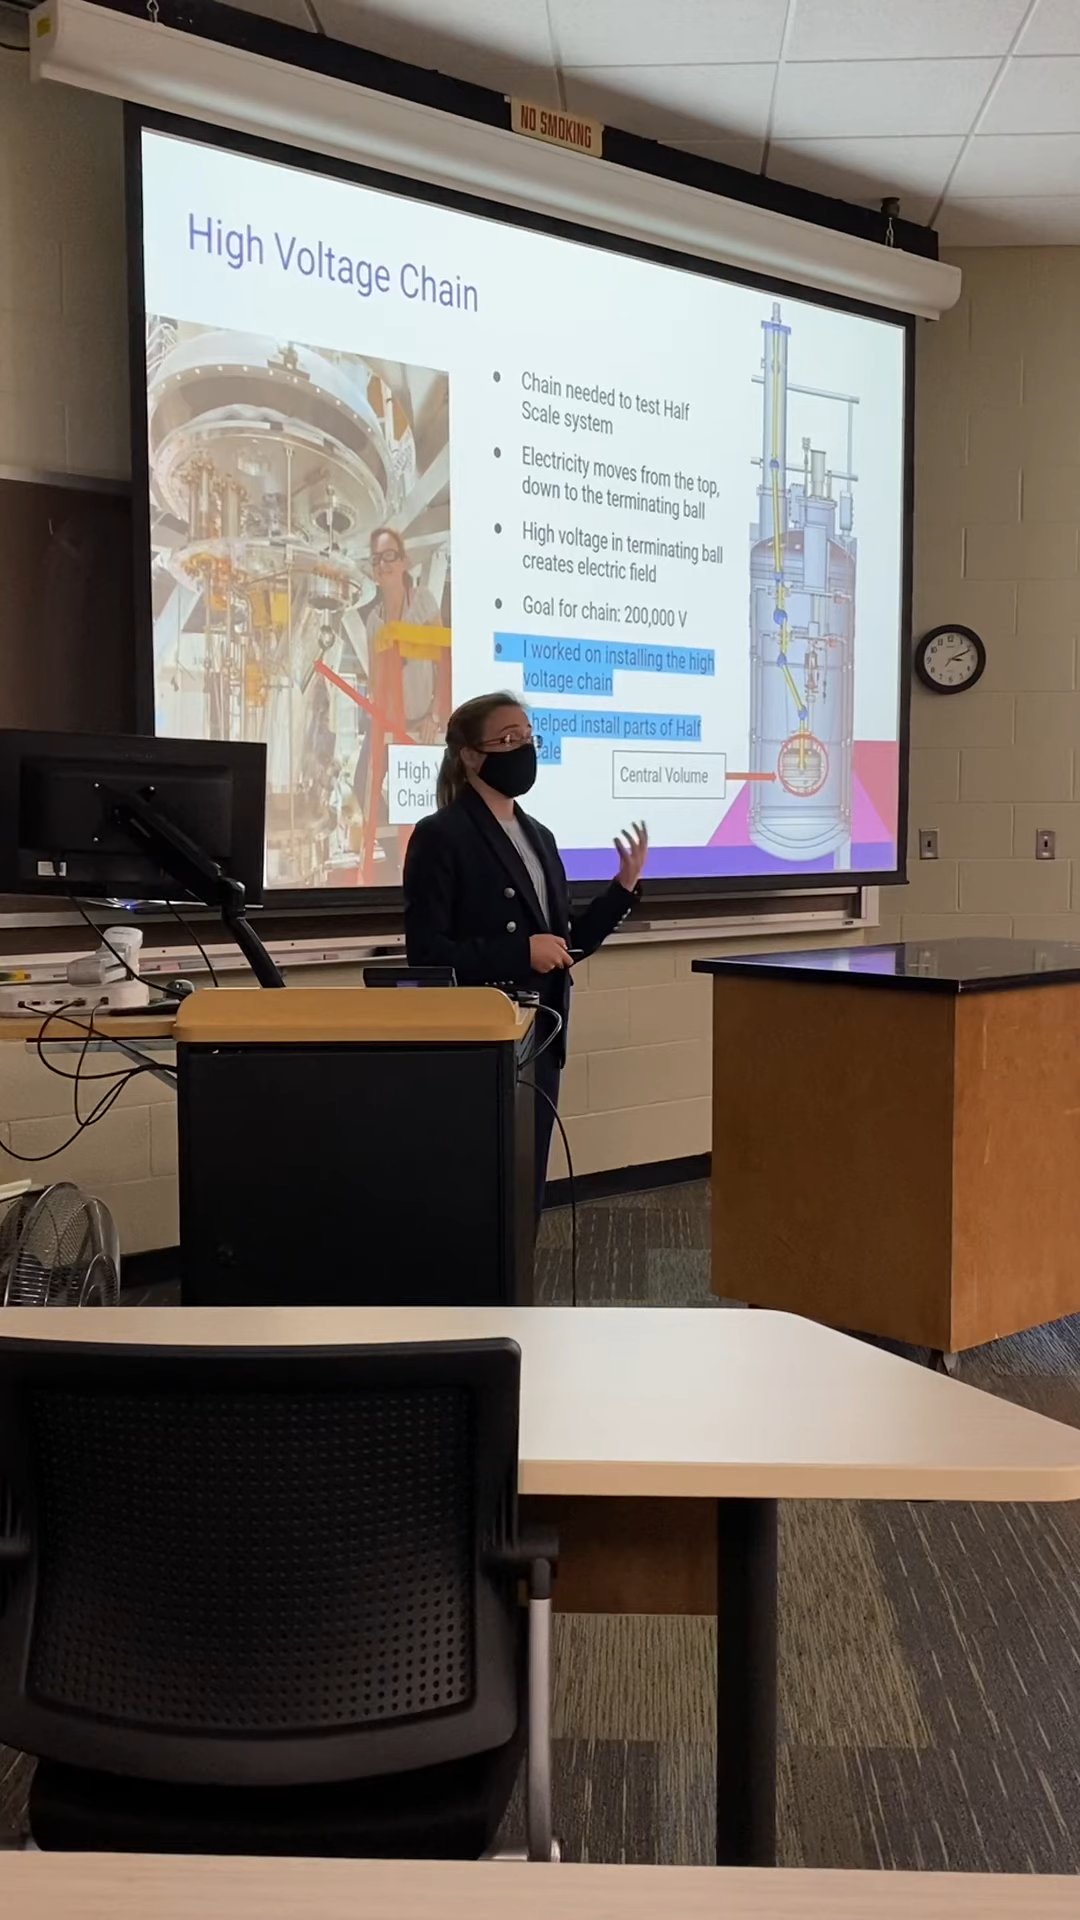 NO SMOKING
High Voltage Chain
• Chain needed to test Half
Scale system
• Electricity moves from the top,
down to the terminating ball
• High voltage in terminating ball
creates electric field
• Goal for chain: 200,000 V
• I worked on installing the high
voltage chain
helped install parts of Half
High
Chain
Central Volume